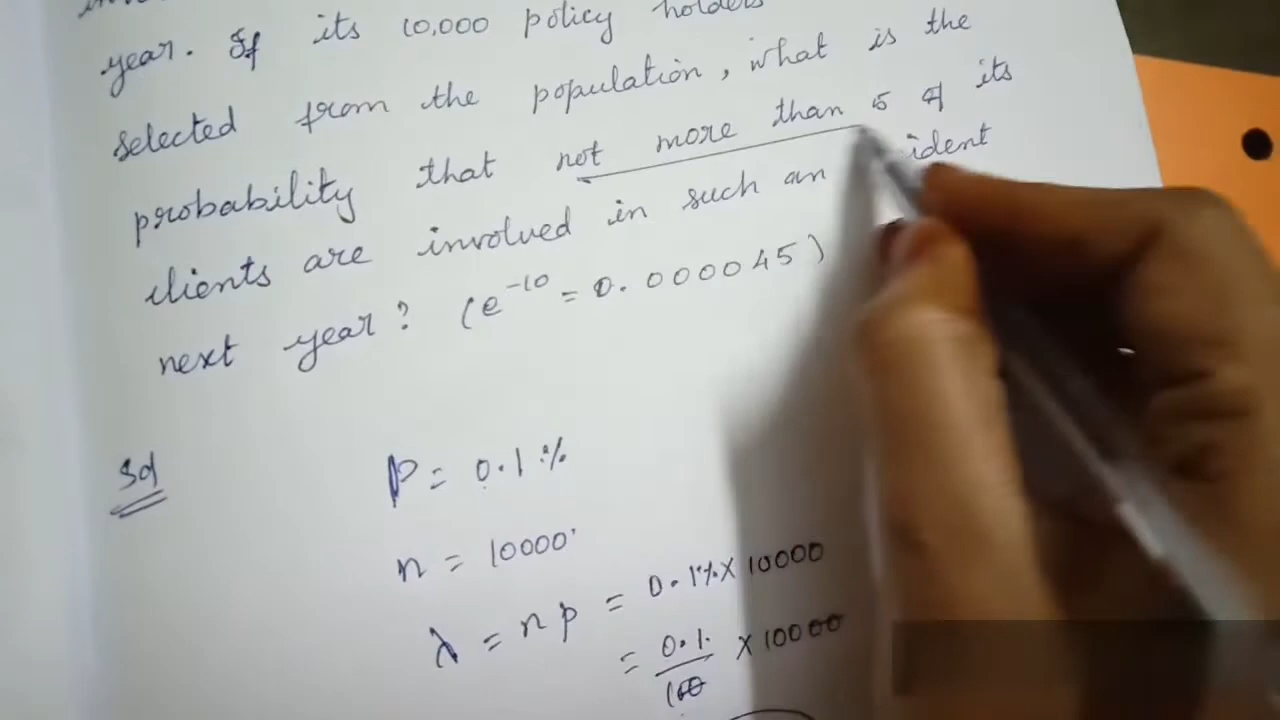 year. If its 10,000 policy holders
selected from the population, what is the
probability that not more than 5 of its
clients are involved in such an ident
next year? (e⁻¹⁰ = 0.000045)
Sol
P = 0.1 %
n = 10000
λ = np = 0.1% X 10000
= 0.1/100 X 10000